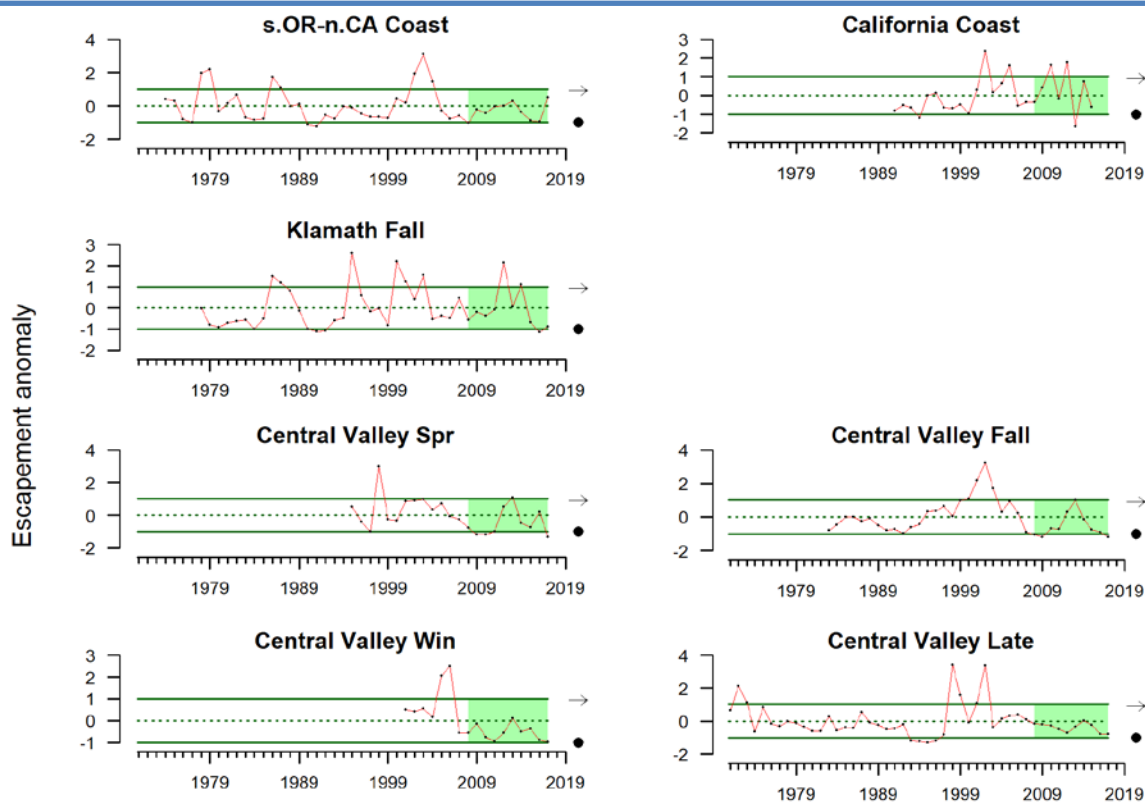 Escapement anomaly
s.OR-n.CA Coast
4
2
0
-2
1979 1989 1999 2009 2019
California Coast
3
2
1
0
-1
-2
1979 1989 1999 2009 2019
Klamath Fall
3
2
1
0
-1
-2
1979 1989 1999 2009 2019
Central Valley Spr
4
2
0
-2
1979 1989 1999 2009 2019
Central Valley Fall
4
2
0
-2
1979 1989 1999 2009 2019
Central Valley Win
3
2
1
0
-1
1979 1989 1999 2009 2019
Central Valley Late
4
2
0
-2
1979 1989 1999 2009 2019